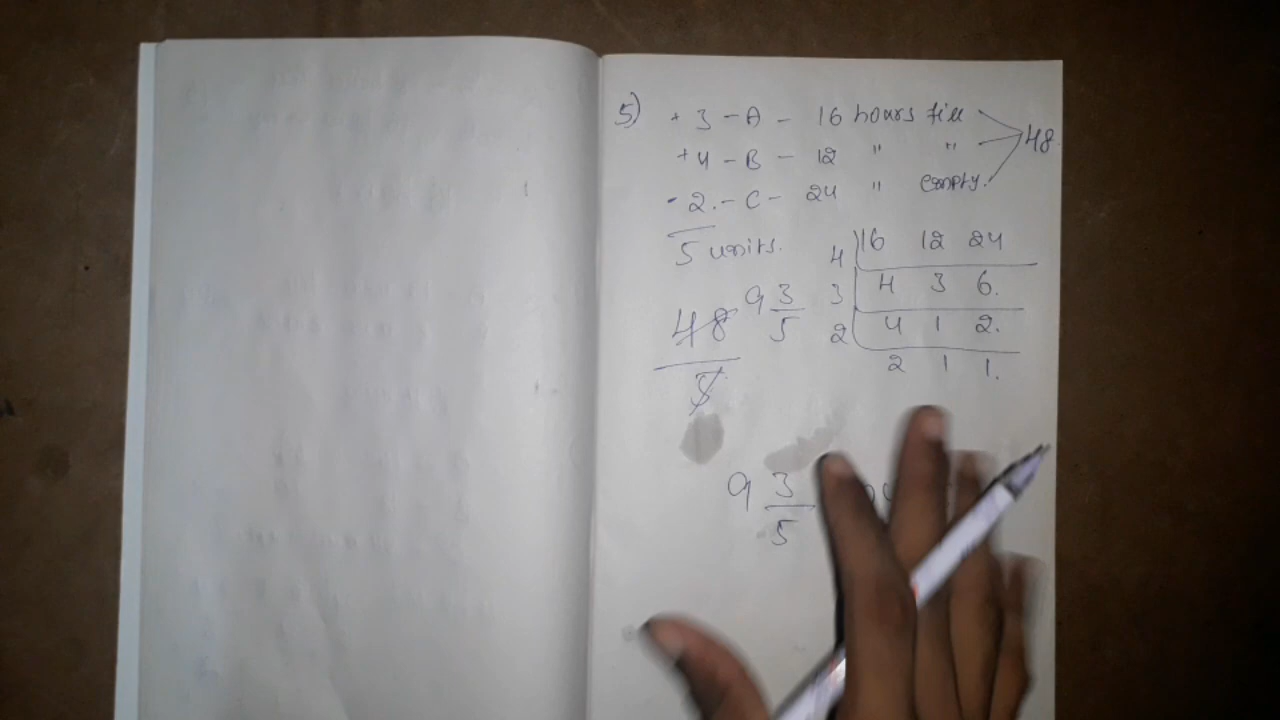 5) +3 - A - 16 hours fill
+4 - B - 12 " " 48
-2. - C - 24 " empty.
5 units.
4 16 12 24
3 4 3 6.
2 4 1 2.
2 1 1.
48
5
9 3
5
9 3
5